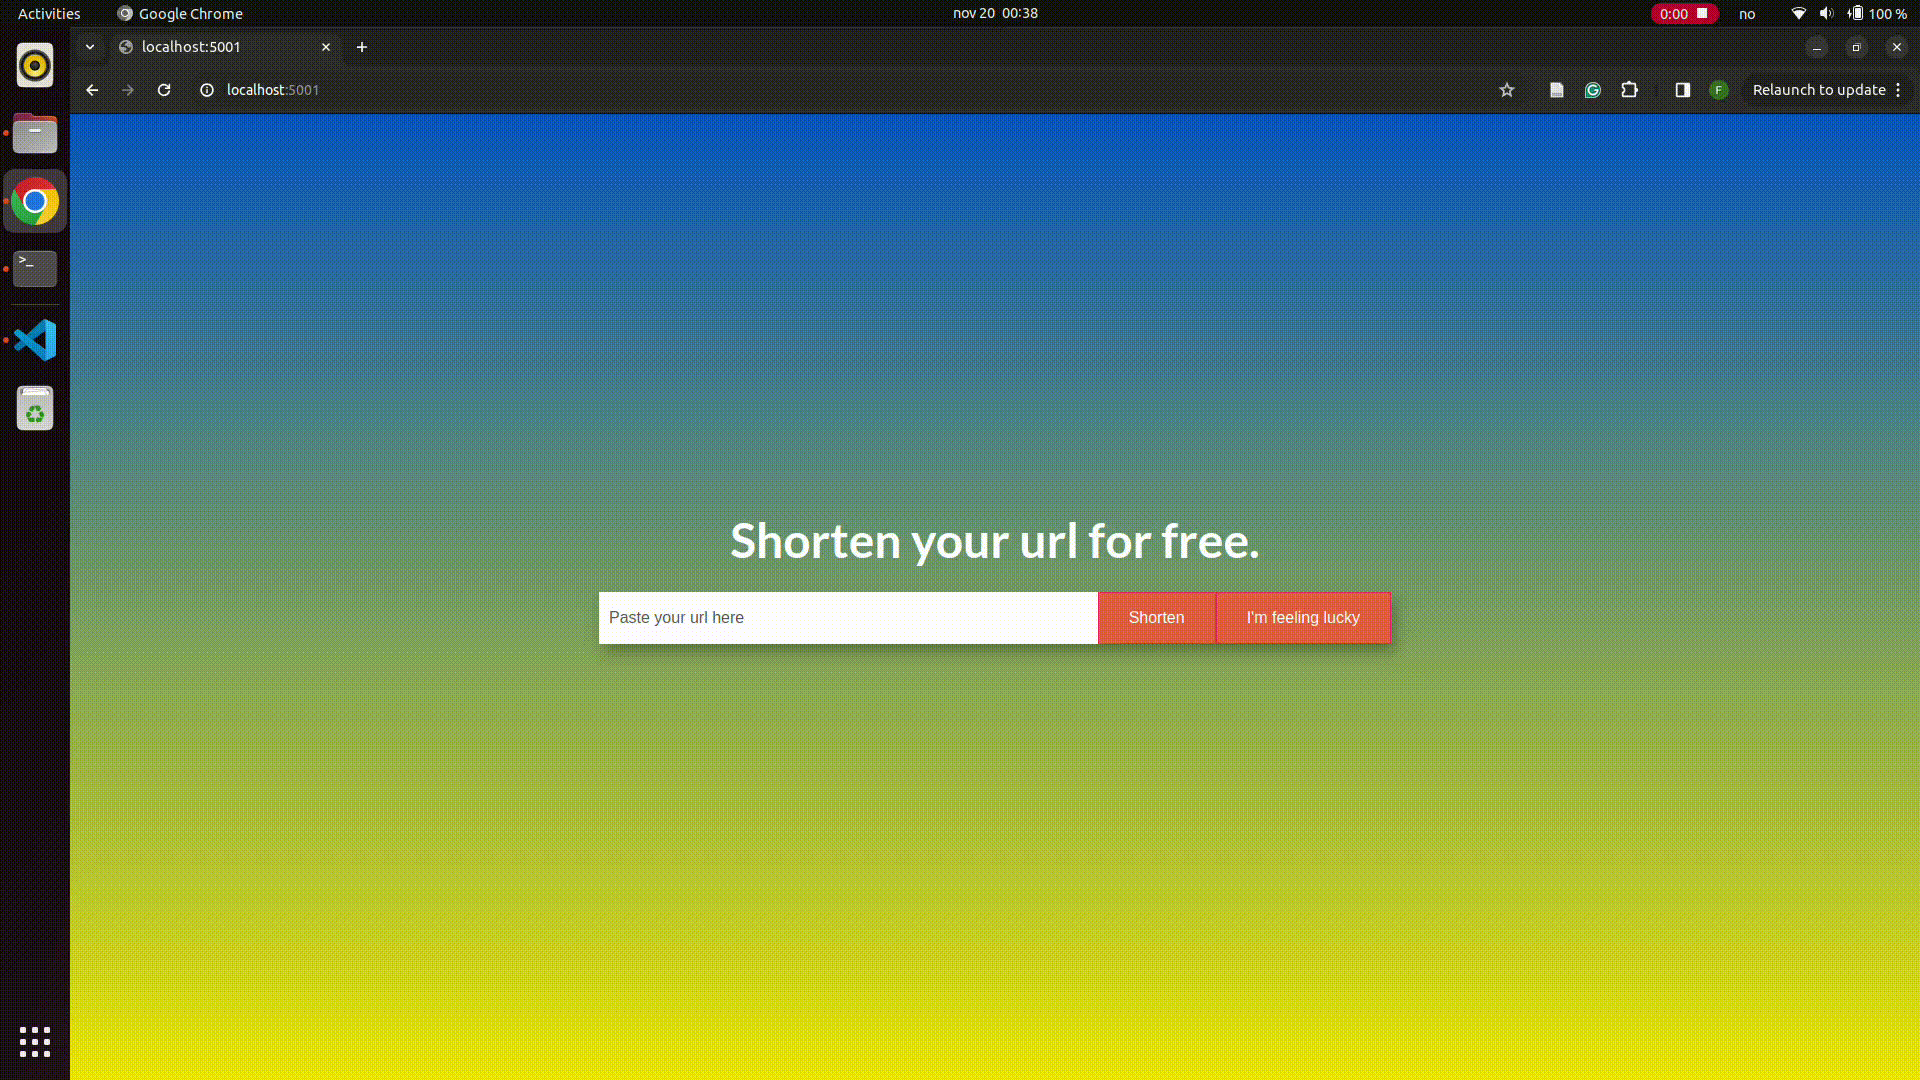 Activities
Google Chrome
nov 20 00:38
0:00
no
100 %
localhost:5001
localhost:5001
F
Relaunch to update
>_
Shorten your url for free.
Paste your url here
Shorten
I'm feeling lucky